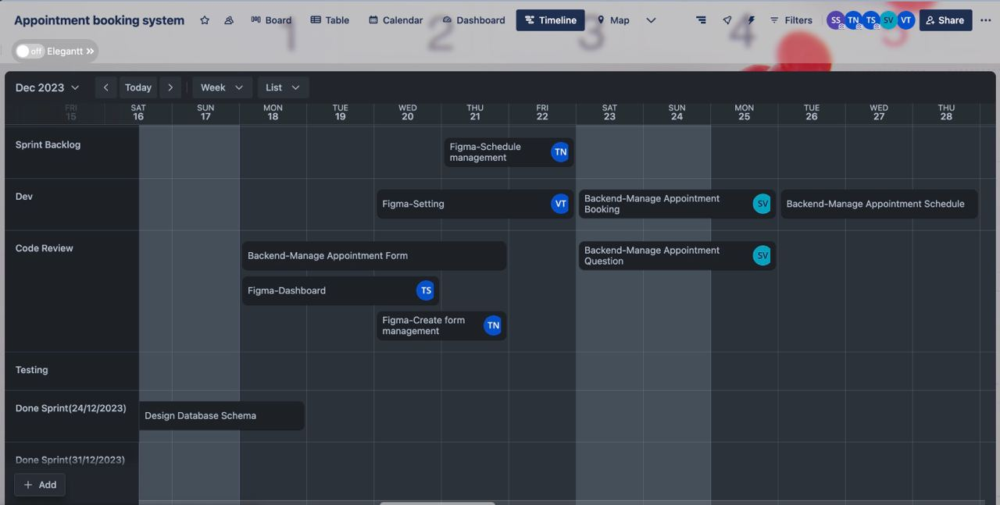 Appointment booking system
Board
Table
Calendar
Dashboard
Timeline
Map
Filters
SS
TN
TS
SV
VT
Share
1
2
3
4
5
off
Elegantt
Dec 2023
Today
Week
List
FRI
15
SAT
16
SUN
17
MON
18
TUE
19
WED
20
THU
21
FRI
22
SAT
23
SUN
24
MON
25
TUE
26
WED
27
THU
28
Sprint Backlog
Figma-Schedule
management
TN
Dev
Figma-Setting
VT
Backend-Manage Appointment
Booking
SV
Backend-Manage Appointment Schedule
Code Review
Backend-Manage Appointment Form
Backend-Manage Appointment
Question
SV
Figma-Dashboard
TS
Figma-Create form
management
TN
Testing
Done Sprint(24/12/2023)
Design Database Schema
Done Sprint(31/12/2023)
+ Add